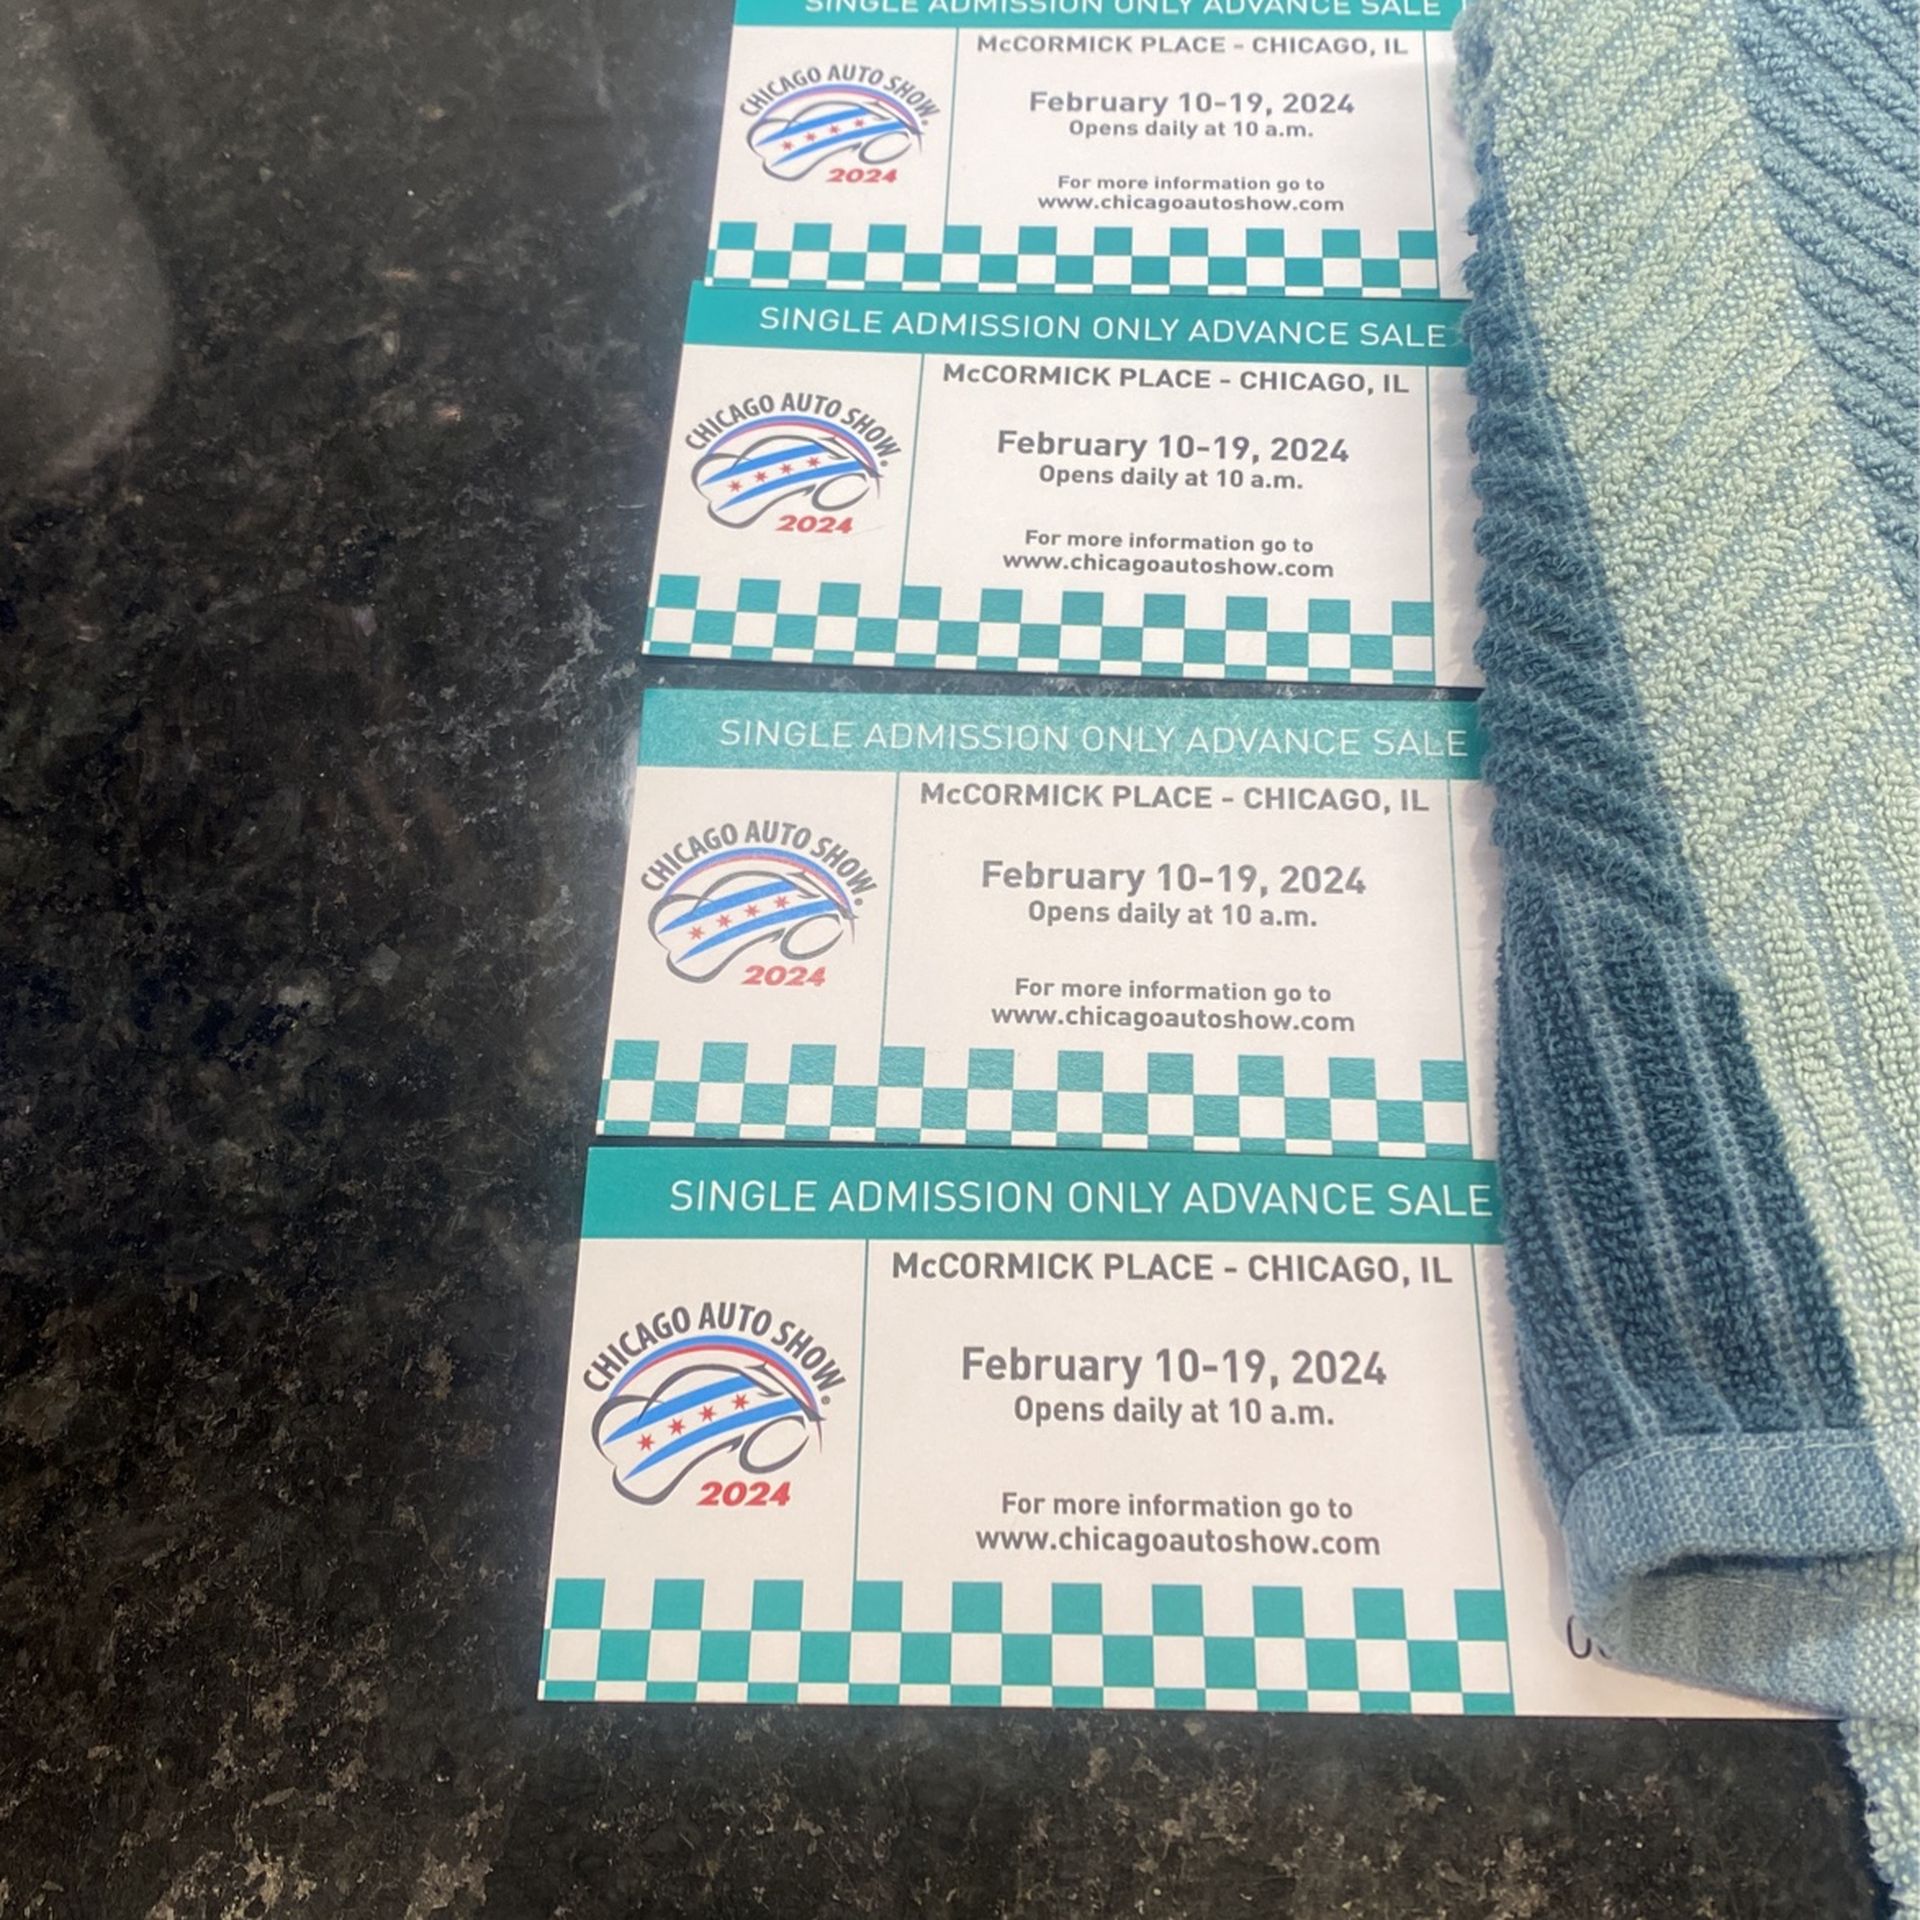 SINGLE ADMISSION ONLY ADVANCE SALE
McCORMICK PLACE - CHICAGO, IL
CHICAGO AUTO SHOW®
2024
February 10-19, 2024
Opens daily at 10 a.m.
For more information go to
www.chicagoautoshow.com
SINGLE ADMISSION ONLY ADVANCE SALE
McCORMICK PLACE - CHICAGO, IL
CHICAGO AUTO SHOW®
2024
February 10-19, 2024
Opens daily at 10 a.m.
For more information go to
www.chicagoautoshow.com
SINGLE ADMISSION ONLY ADVANCE SALE
McCORMICK PLACE - CHICAGO, IL
CHICAGO AUTO SHOW®
2024
February 10-19, 2024
Opens daily at 10 a.m.
For more information go to
www.chicagoautoshow.com
SINGLE ADMISSION ONLY ADVANCE SALE
McCORMICK PLACE - CHICAGO, IL
CHICAGO AUTO SHOW®
2024
February 10-19, 2024
Opens daily at 10 a.m.
For more information go to
www.chicagoautoshow.com